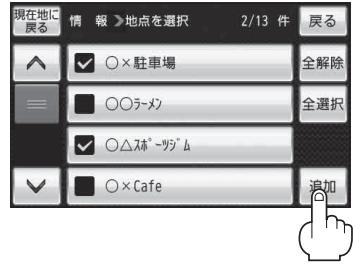 現在地に
戻る
情 報 》地点を選択 2/13 件
戻る
○×駐車場
全解除
○○ﾗｰﾒﾝ
全選択
○△ｽﾎﾟｰﾂｼﾞﾑ
○×Cafe
追加